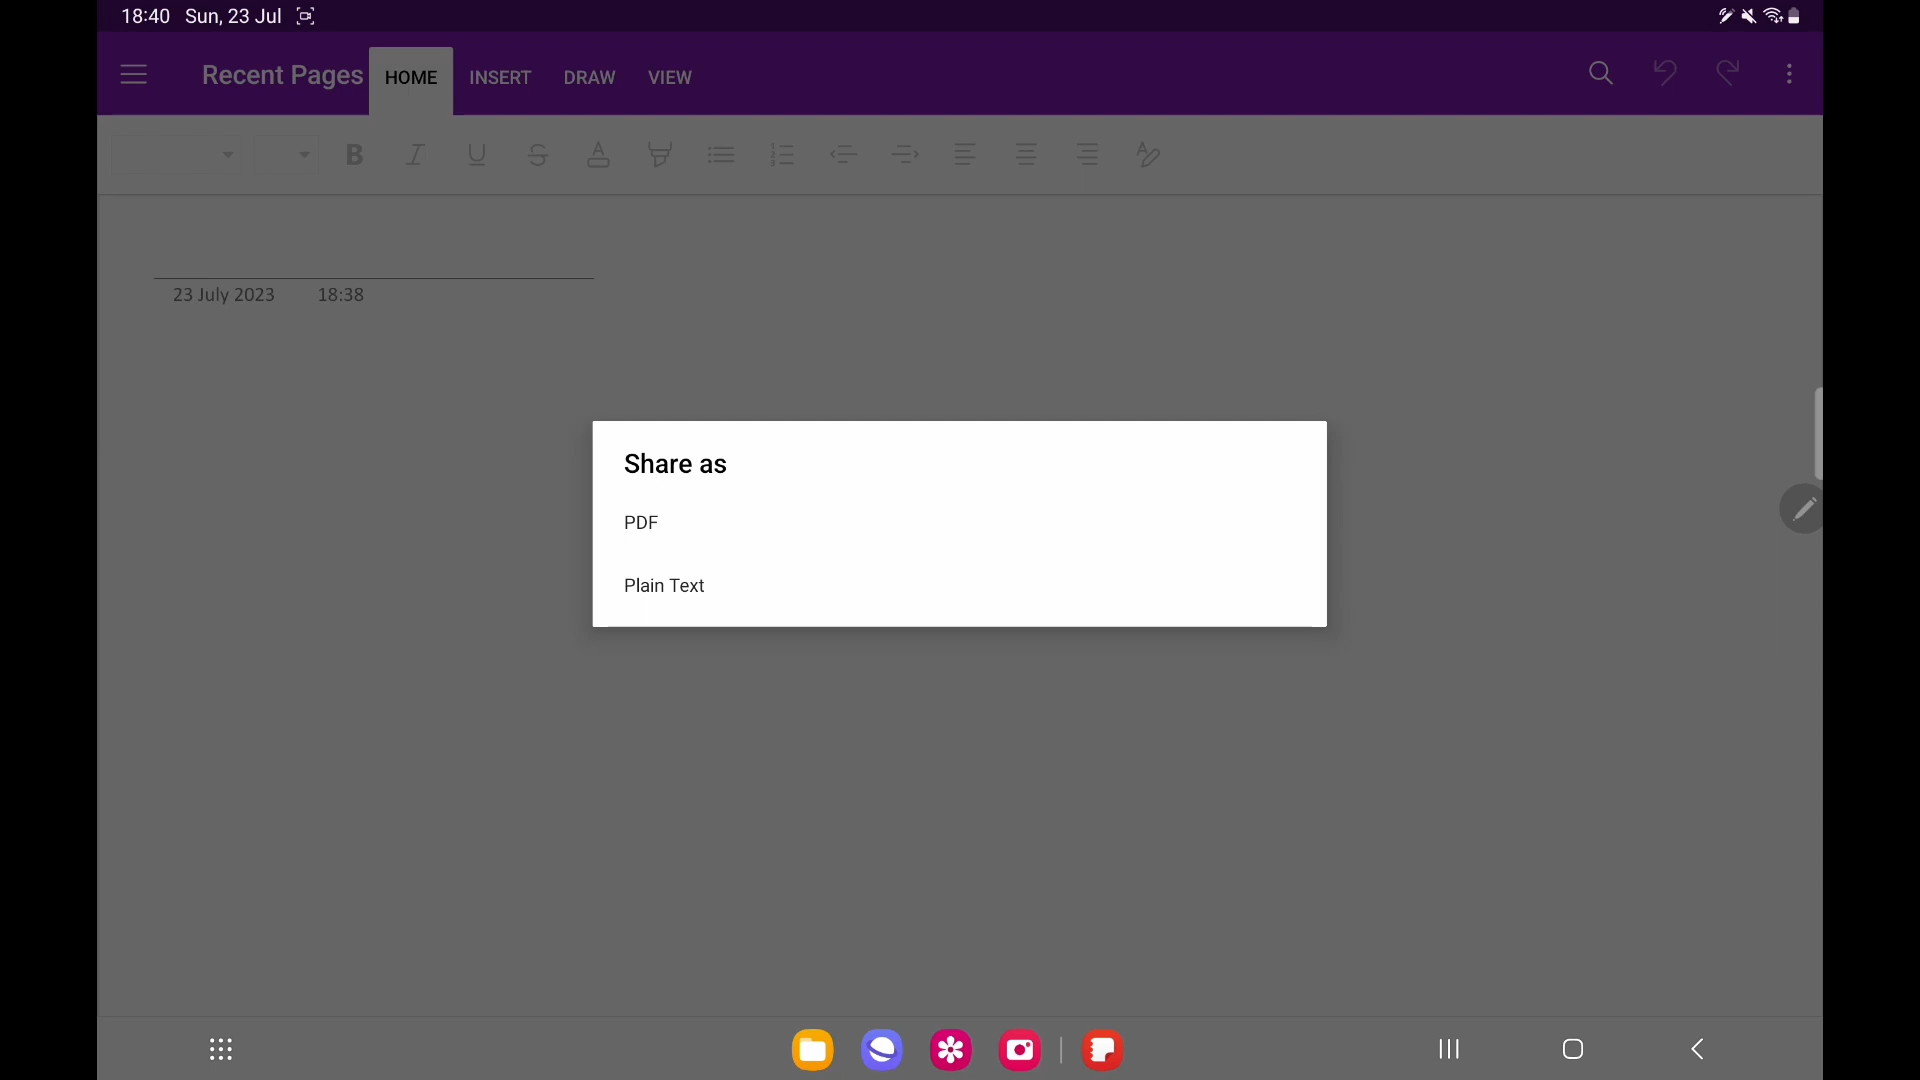 18:40 Sun, 23 Jul
Recent Pages HOME INSERT DRAW VIEW
23 July 2023 18:38
Share as
PDF
Plain Text